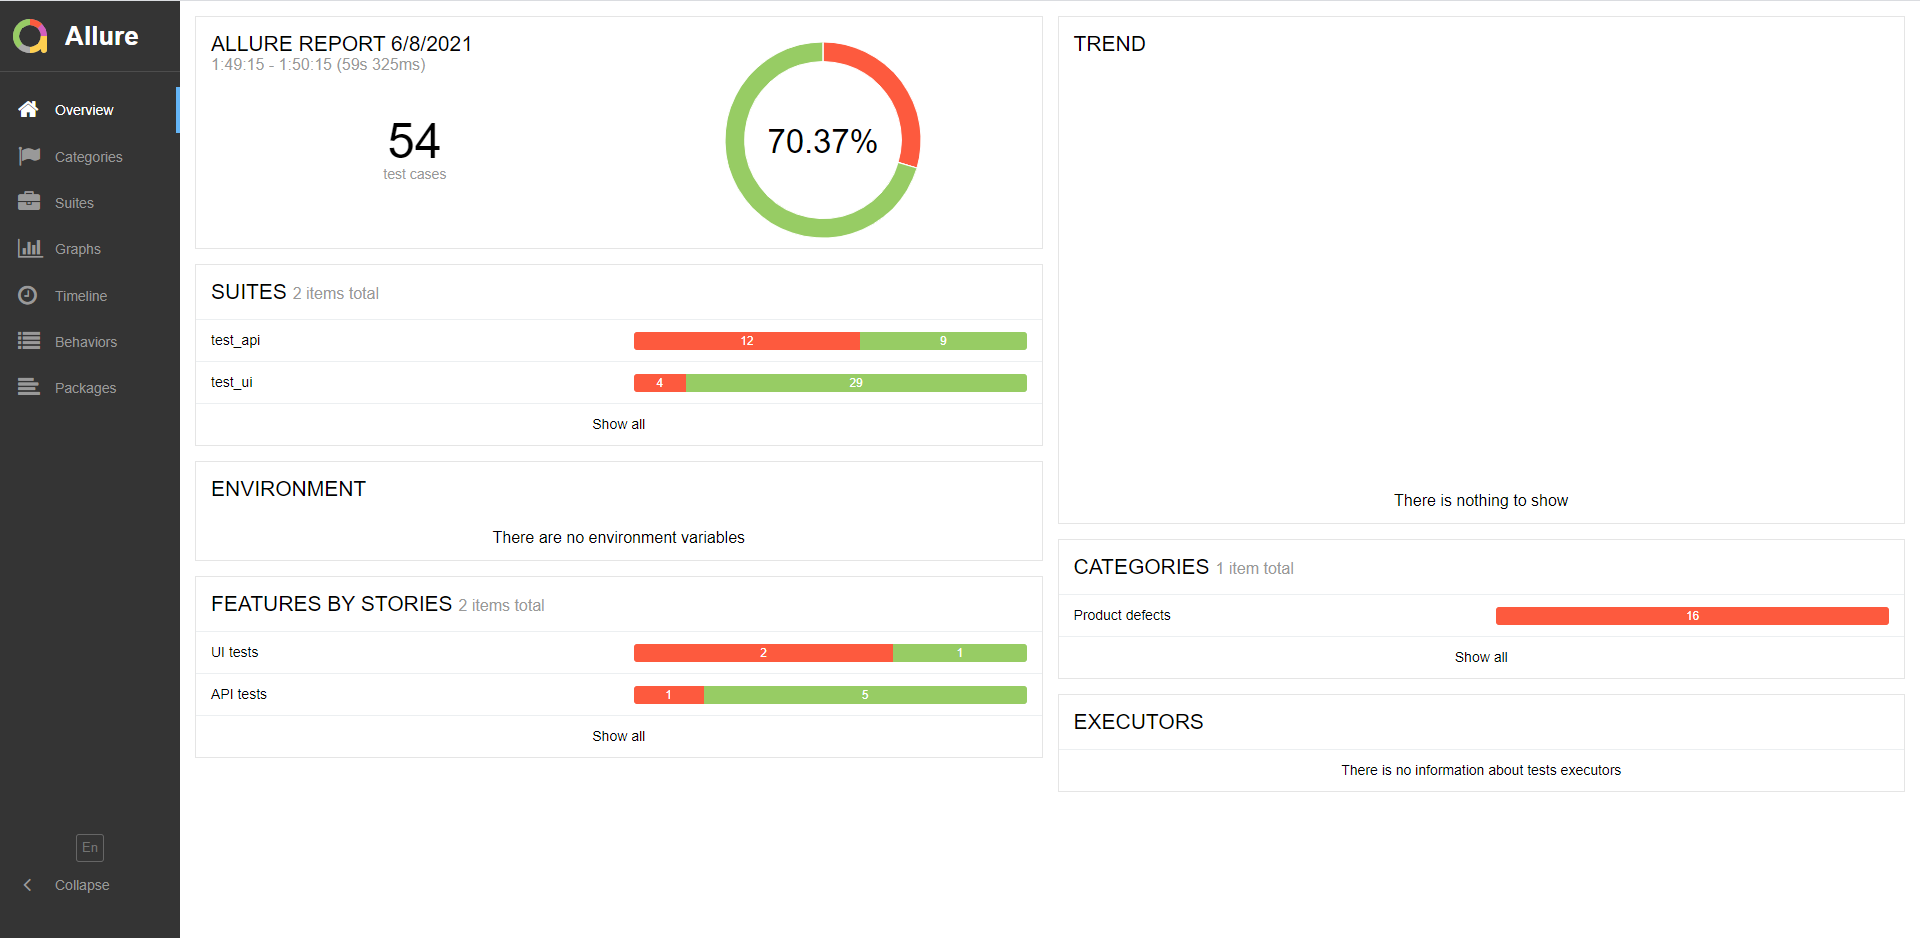 Allure
Overview
Categories
Suites
Graphs
Timeline
Behaviors
Packages
En
Collapse
ALLURE REPORT 6/8/2021
1:49:15 - 1:50:15 (59s 325ms)
54
test cases
70.37%
SUITES 2 items total
test_api 12 9
test_ui 4 29
Show all
ENVIRONMENT
There are no environment variables
FEATURES BY STORIES 2 items total
UI tests 2 1
API tests 1 5
Show all
TREND
There is nothing to show
CATEGORIES 1 item total
Product defects 16
Show all
EXECUTORS
There is no information about tests executors